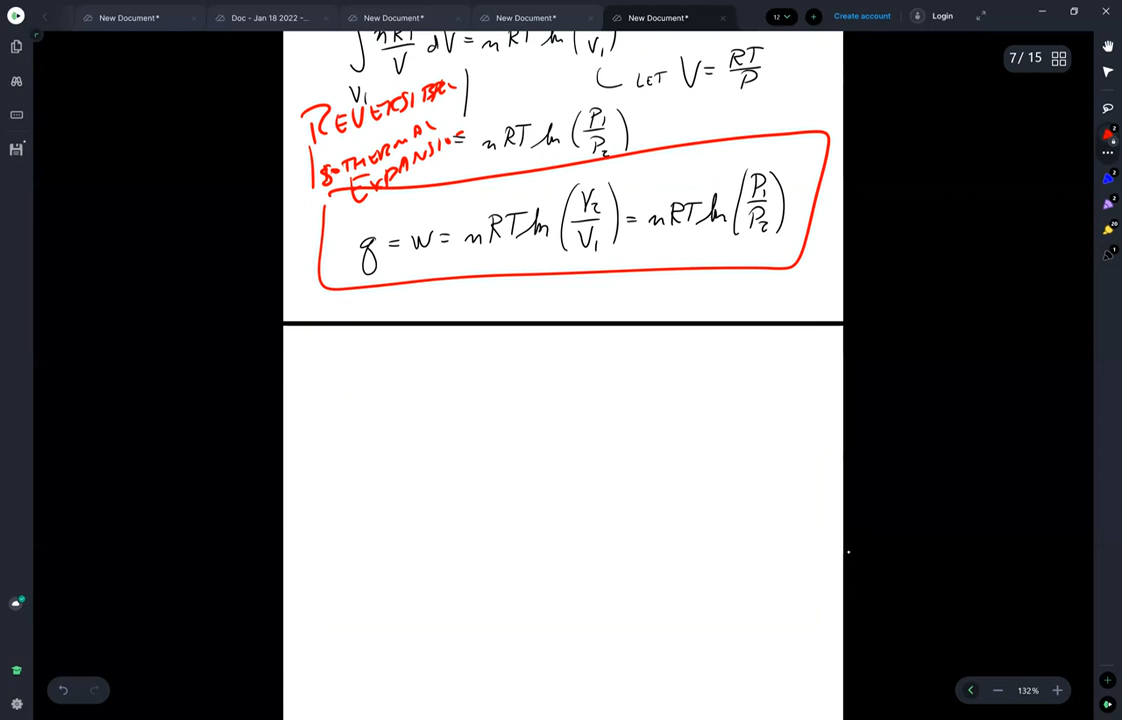 New Document*
Doc - Jan 18 2022 -...
New Document*
New Document*
New Document*
12
Create account
Login
7 / 15
∫ nRT/V dV = nRT ln ( V₁)
V₁
LET V = RT/P
REVERSIBLE
ISOTHERMAL
EXPANSION
= nRT ln (P₁/P₂)
q = w = nRT ln (V₂/V₁) = nRT ln (P₁/P₂)
132%